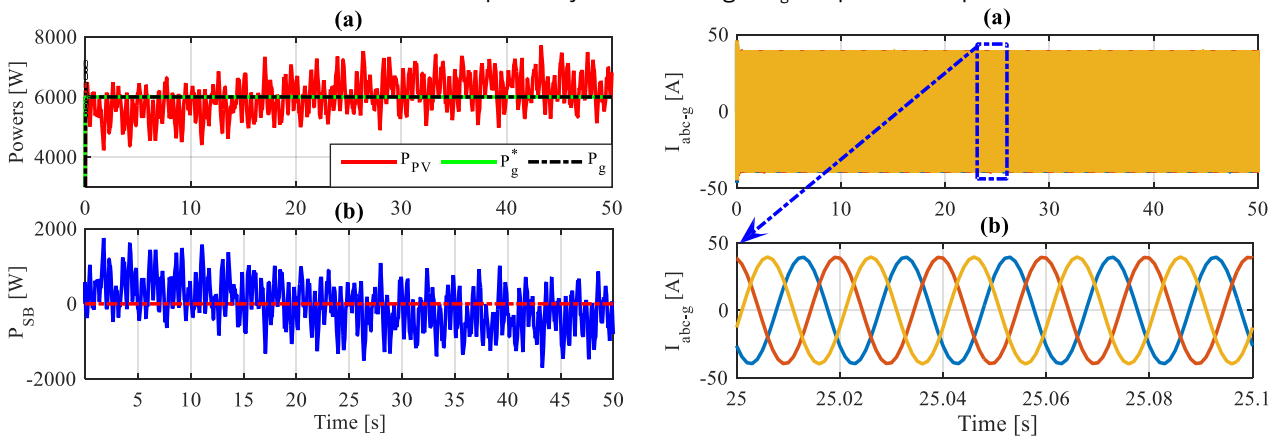 (a)
8000
6000
4000
Powers [W]
P_PV P_g^* P_g
0 10 20 30 40 50
(b)
2000
0
-2000
P_SB [W]
5 10 15 20 25 30 35 40 45 50
Time [s]
(a)
50
0
-50
I_abc-g [A]
0 10 20 30 40 50
(b)
50
0
-50
I_abc-g [A]
25 25.02 25.04 25.06 25.08 25.1
Time [s]